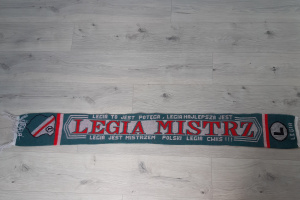 LEGIA TO JEST POTĘGA, LEGIA NAJLEPSZA JEST
LEGIA MISTRZ
LEGIA JEST MISTRZEM POLSKI LEGIA CWKS !!!
L